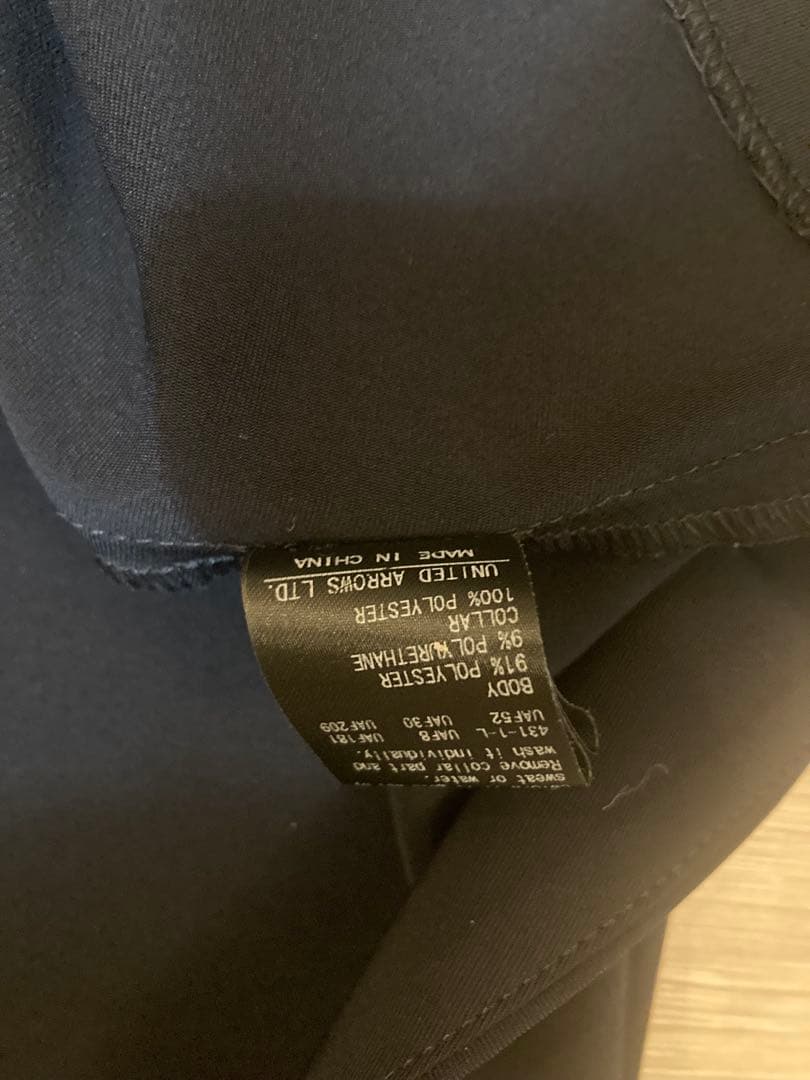 sweat or water.
Remove collar part and
wash it individually.
431-1-L UAF8 UAF181
UAF52 UAF30 UAF209
BODY
91% POLYESTER
9% POLYURETHANE
COLLAR
100% POLYESTER
UNITED ARROWS LTD.
MADE IN CHINA